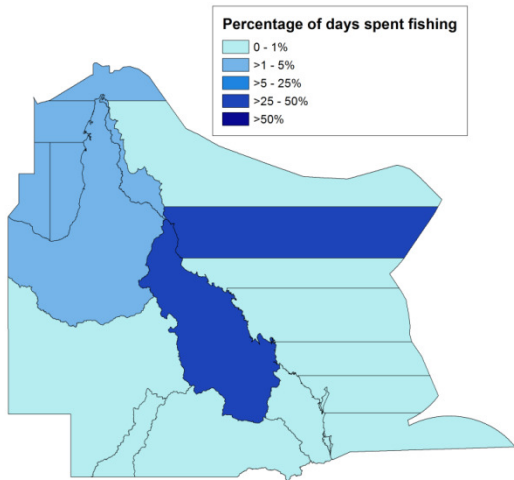 Percentage of days spent fishing
0 - 1%
>1 - 5%
>5 - 25%
>25 - 50%
>50%